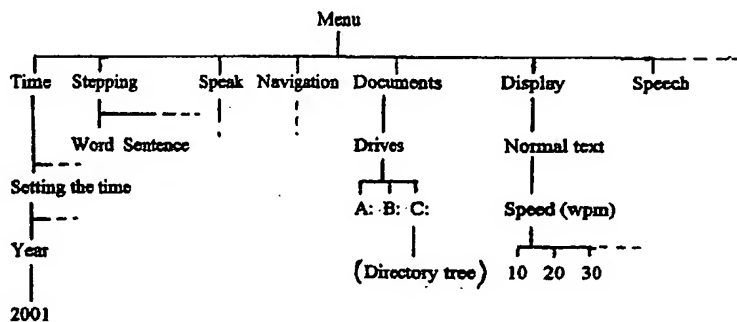 Menu
Time Stepping Speak Navigation Documents Display Speech
Word Sentence Drives Normal text
Setting the time A: B: C: Speed (wpm)
Year (Directory tree) 10 20 30
2001